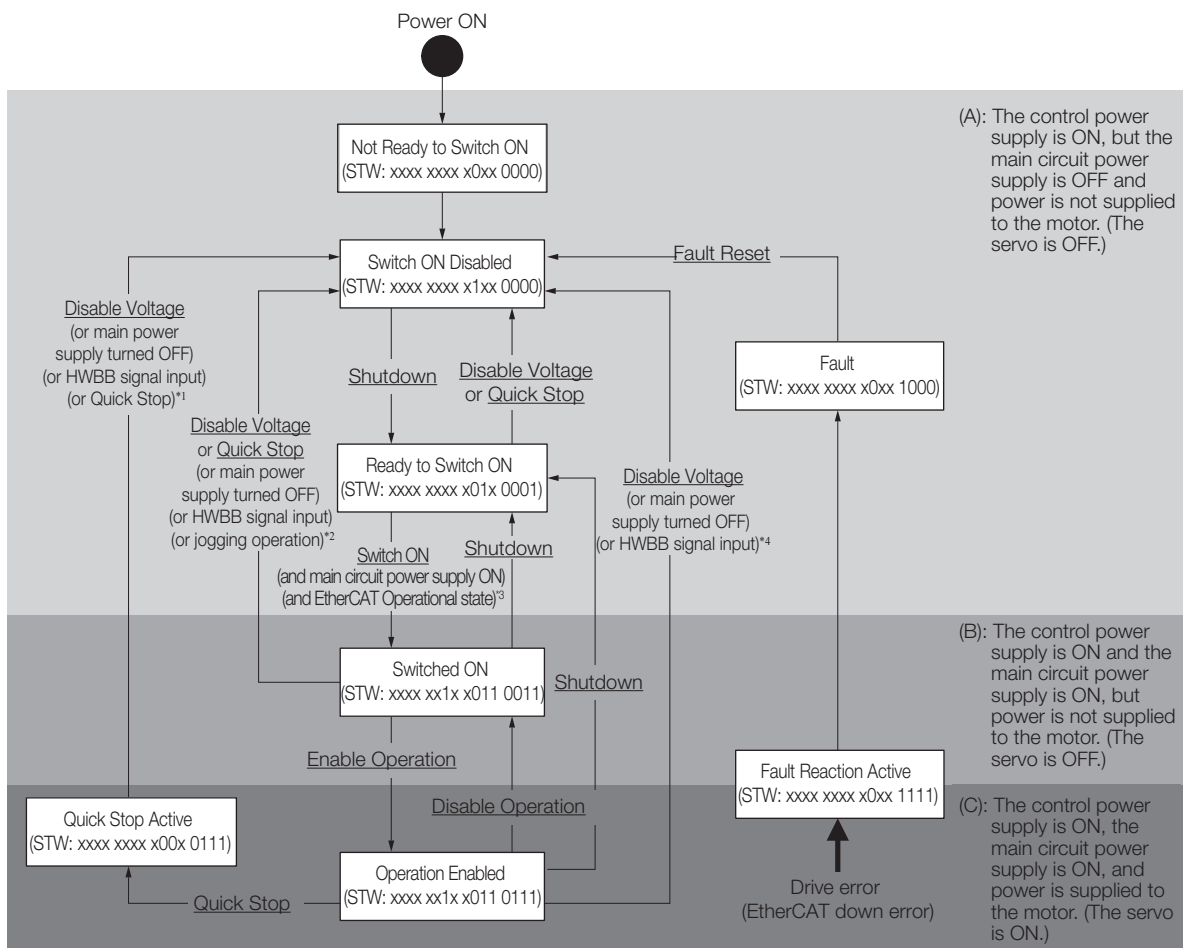 Power ON
Not Ready to Switch ON
(STW: xxxx xxxx x0xx 0000)
(A): The control power
supply is ON, but the
main circuit power
supply is OFF and
power is not supplied
to the motor. (The
servo is OFF.)
Switch ON Disabled
(STW: xxxx xxxx x1xx 0000)
Fault Reset
Disable Voltage
(or main power
supply turned OFF)
(or HWBB signal input)
(or Quick Stop)*1
Shutdown
Disable Voltage
or Quick Stop
Fault
(STW: xxxx xxxx x0xx 1000)
Disable Voltage
or Quick Stop
(or main power
supply turned OFF)
(or HWBB signal input)
(or jogging operation)*2
Ready to Switch ON
(STW: xxxx xxxx x01x 0001)
Disable Voltage
(or main power
supply turned OFF)
(or HWBB signal input)*4
Switch ON
(and main circuit power supply ON)
(and EtherCAT Operational state)*3
Shutdown
Switched ON
(STW: xxxx xx1x x011 0011)
Shutdown
(B): The control power
supply is ON and the
main circuit power
supply is ON, but
power is not supplied
to the motor. (The
servo is OFF.)
Enable Operation
Disable Operation
Fault Reaction Active
(STW: xxxx xxxx x0xx 1111)
Quick Stop Active
(STW: xxxx xxxx x00x 0111)
(C): The control power
supply is ON, the
main circuit power
supply is ON, and
power is supplied to
the motor. (The servo
is ON.)
Operation Enabled
(STW: xxxx xx1x x011 0111)
Quick Stop
Drive error
(EtherCAT down error)